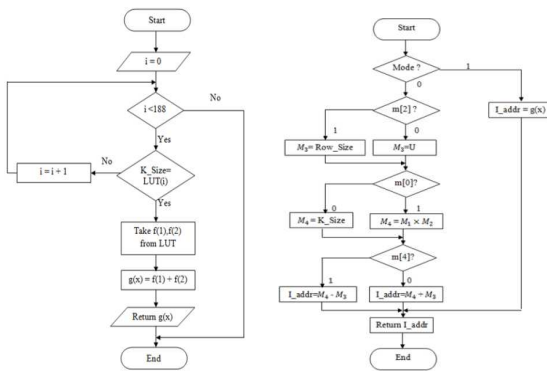 Start
i = 0
i <188
No
Yes
K_Size=
LUT(i)
No
i = i + 1
Yes
Take f(1),f(2)
from LUT
g(x) = f(1) + f(2)
Return g(x)
End
Start
Mode ?
1
0
I_addr = g(x)
m[2] ?
1
0
M₃= Row_Size
M₃=U
m[0]?
0
1
M₄ = K_Size
M₄ = M₁ × M₂
m[4]?
1
0
I_addr=M₄ - M₃
I_addr=M₄ + M₃
Return I_addr
End